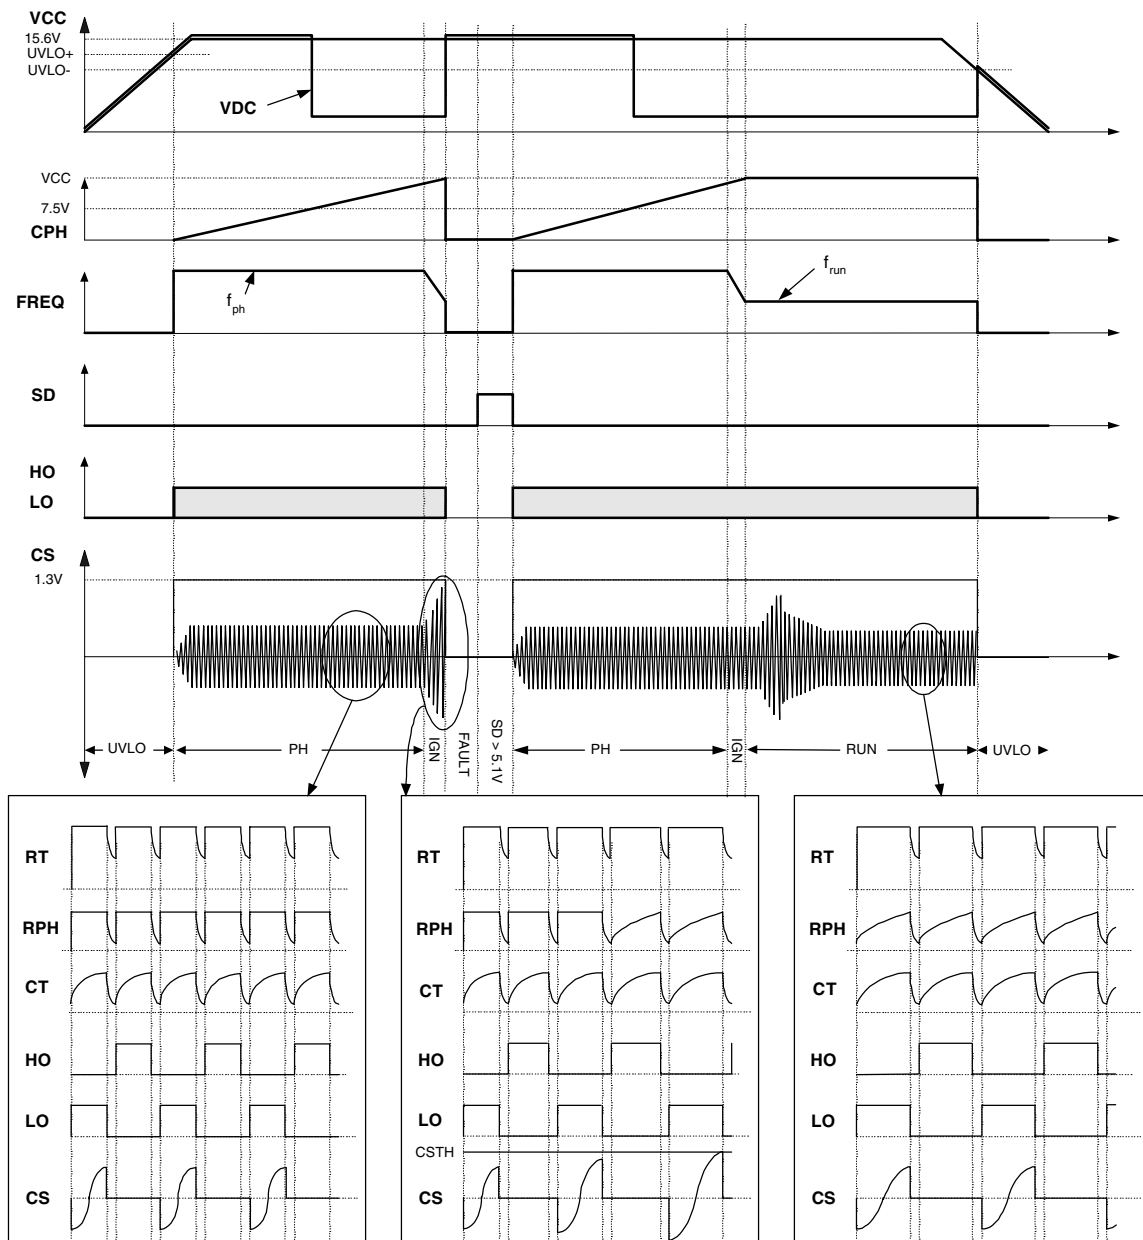 VCC
15.6V
UVLO+
UVLO-
VDC
VCC
7.5V
CPH
FREQ
fph
frun
SD
HO
LO
CS
1.3V
UVLO
PH
IGN
FAULT
SD > 5.1V
PH
IGN
RUN
UVLO
RT
RPH
CT
HO
LO
CS
RT
RPH
CT
HO
LO
CSTH
CS
RT
RPH
CT
HO
LO
CS